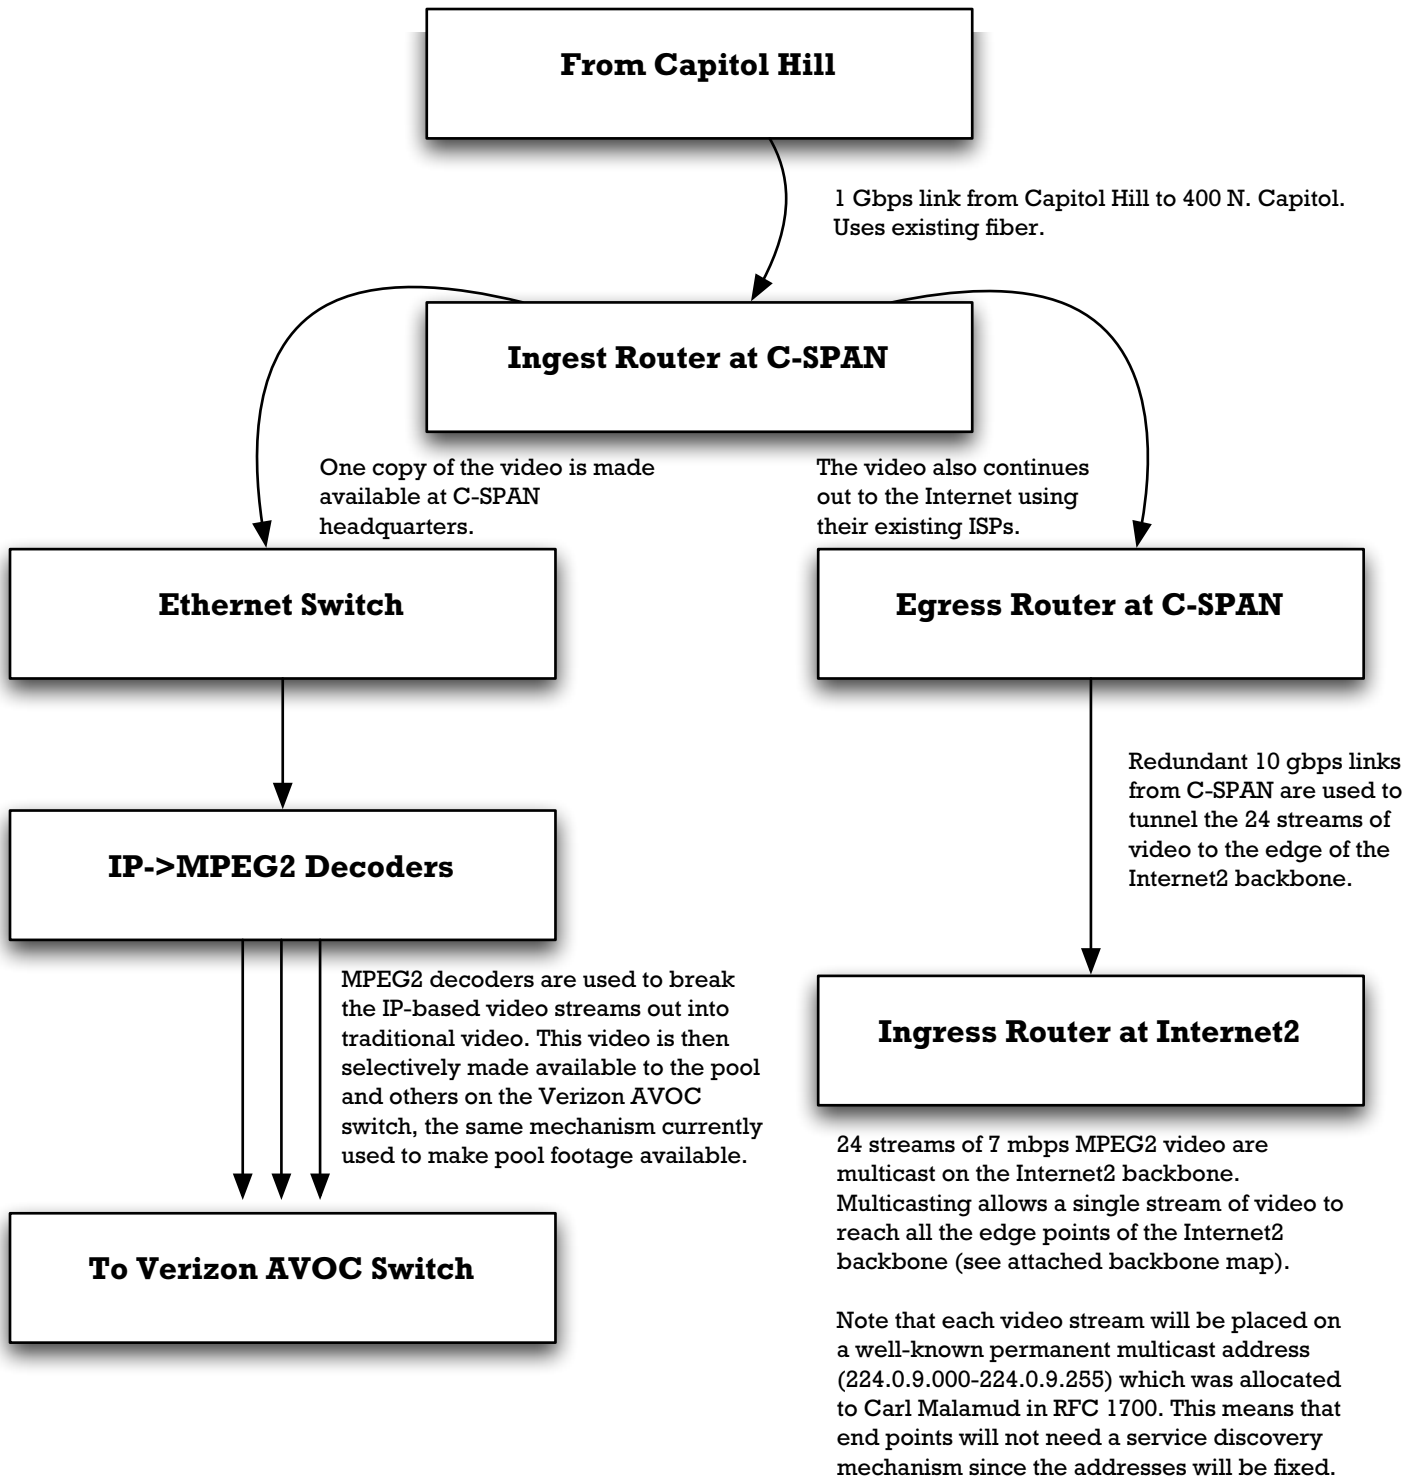 From Capitol Hill
1 Gbps link from Capitol Hill to 400 N. Capitol.
Uses existing fiber.
Ingest Router at C-SPAN
One copy of the video is made
available at C-SPAN
headquarters.
The video also continues
out to the Internet using
their existing ISPs.
Ethernet Switch
Egress Router at C-SPAN
Redundant 10 gbps links
from C-SPAN are used to
tunnel the 24 streams of
video to the edge of the
Internet2 backbone.
IP->MPEG2 Decoders
MPEG2 decoders are used to break
the IP-based video streams out into
traditional video. This video is then
selectively made available to the pool
and others on the Verizon AVOC
switch, the same mechanism currently
used to make pool footage available.
Ingress Router at Internet2
To Verizon AVOC Switch
24 streams of 7 mbps MPEG2 video are
multicast on the Internet2 backbone.
Multicasting allows a single stream of video to
reach all the edge points of the Internet2
backbone (see attached backbone map).
Note that each video stream will be placed on
a well-known permanent multicast address
(224.0.9.000-224.0.9.255) which was allocated
to Carl Malamud in RFC 1700. This means that
end points will not need a service discovery
mechanism since the addresses will be fixed.